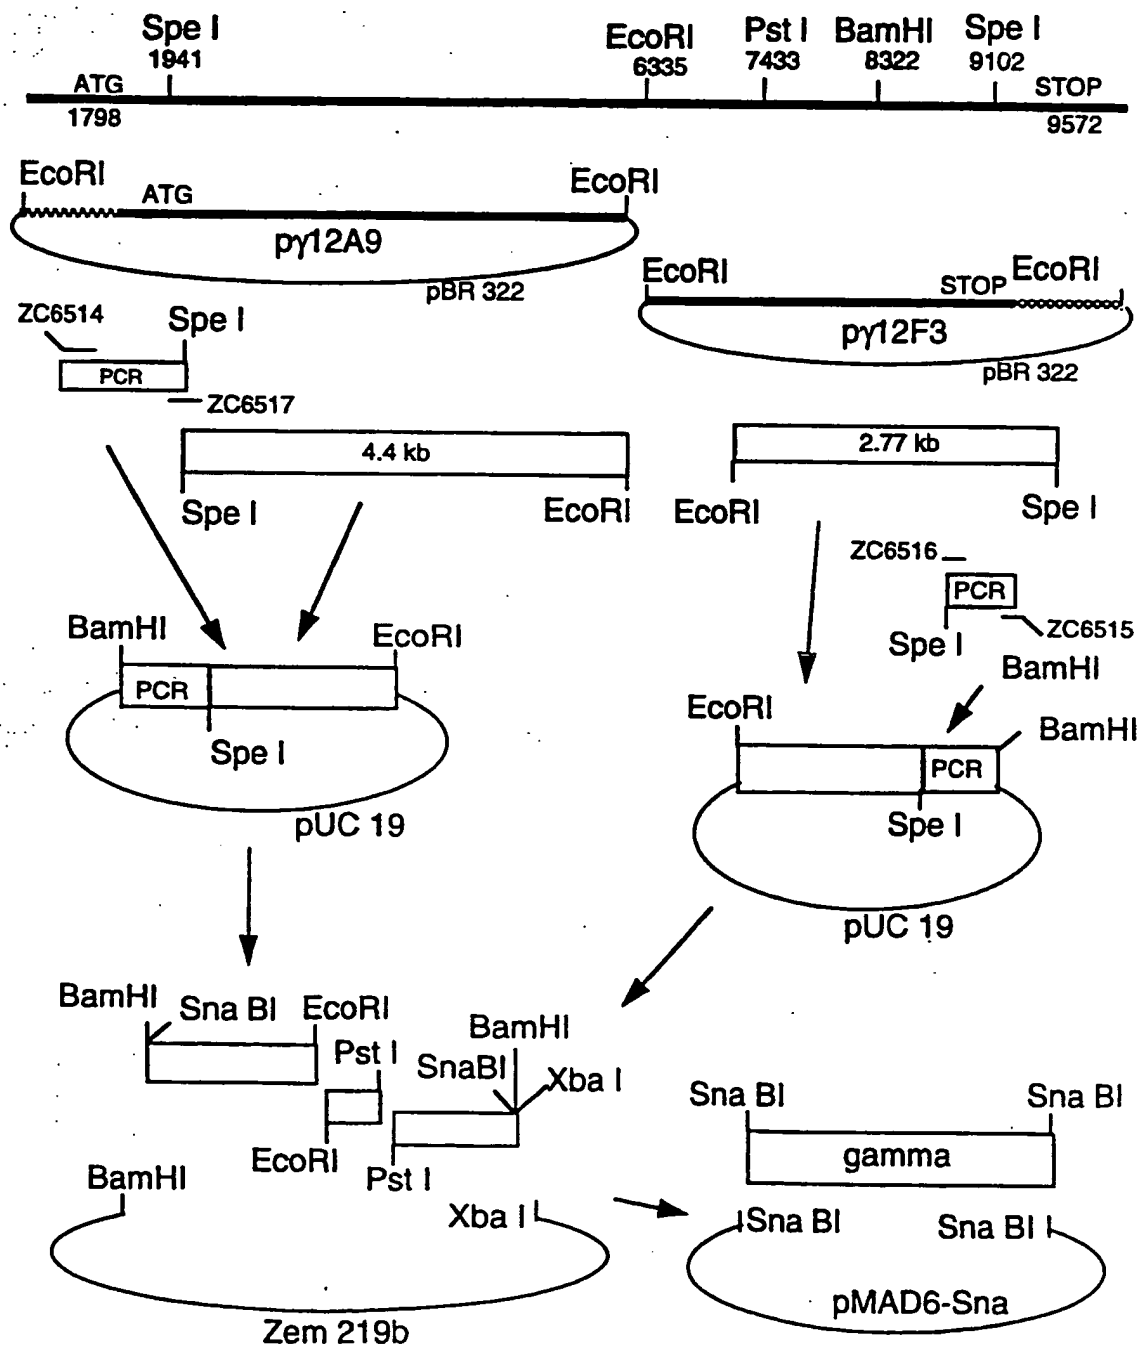 Spe I
1941
EcoRI
6335
Pst I
7433
BamHI
8322
Spe I
9102
ATG
1798
STOP
9572
EcoRI
ATG
EcoRI
pγ12A9
pBR 322
EcoRI
STOP
EcoRI
pγ12F3
pBR 322
ZC6514
Spe I
PCR
ZC6517
4.4 kb
Spe I
EcoRI
2.77 kb
EcoRI
Spe I
ZC6516
PCR
Spe I
ZC6515
BamHI
BamHI
EcoRI
PCR
Spe I
pUC 19
EcoRI
BamHI
PCR
Spe I
pUC 19
BamHI
Sna BI
EcoRI
Pst I
EcoRI
BamHI
SnaBI
Xba I
Pst I
BamHI
Xba I
Zem 219b
Sna BI
Sna BI
gamma
Sna BI
Sna BI
pMAD6-Sna